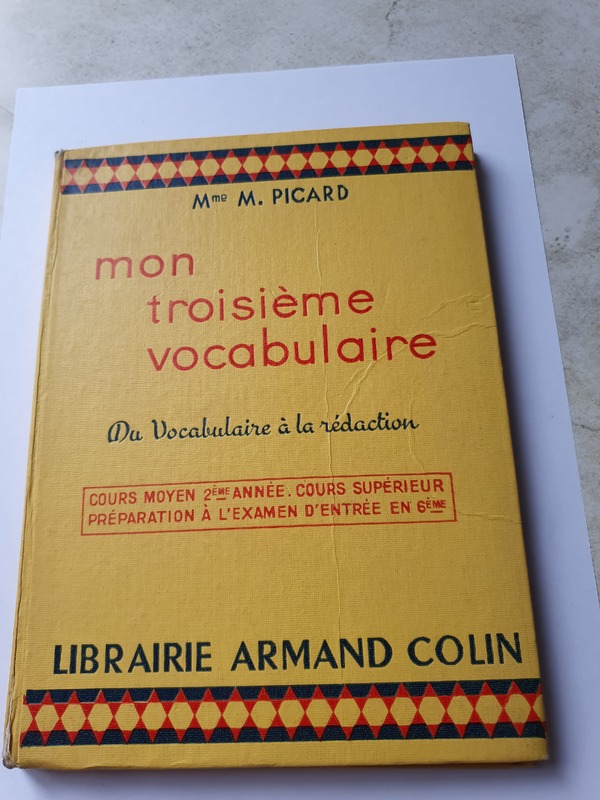 Mme M. PICARD
mon
troisième
vocabulaire
Du Vocabulaire à la rédaction
COURS MOYEN 2ÈME ANNÉE. COURS SUPÉRIEUR
PRÉPARATION À L'EXAMEN D'ENTRÉE EN 6ÈME
LIBRAIRIE ARMAND COLIN